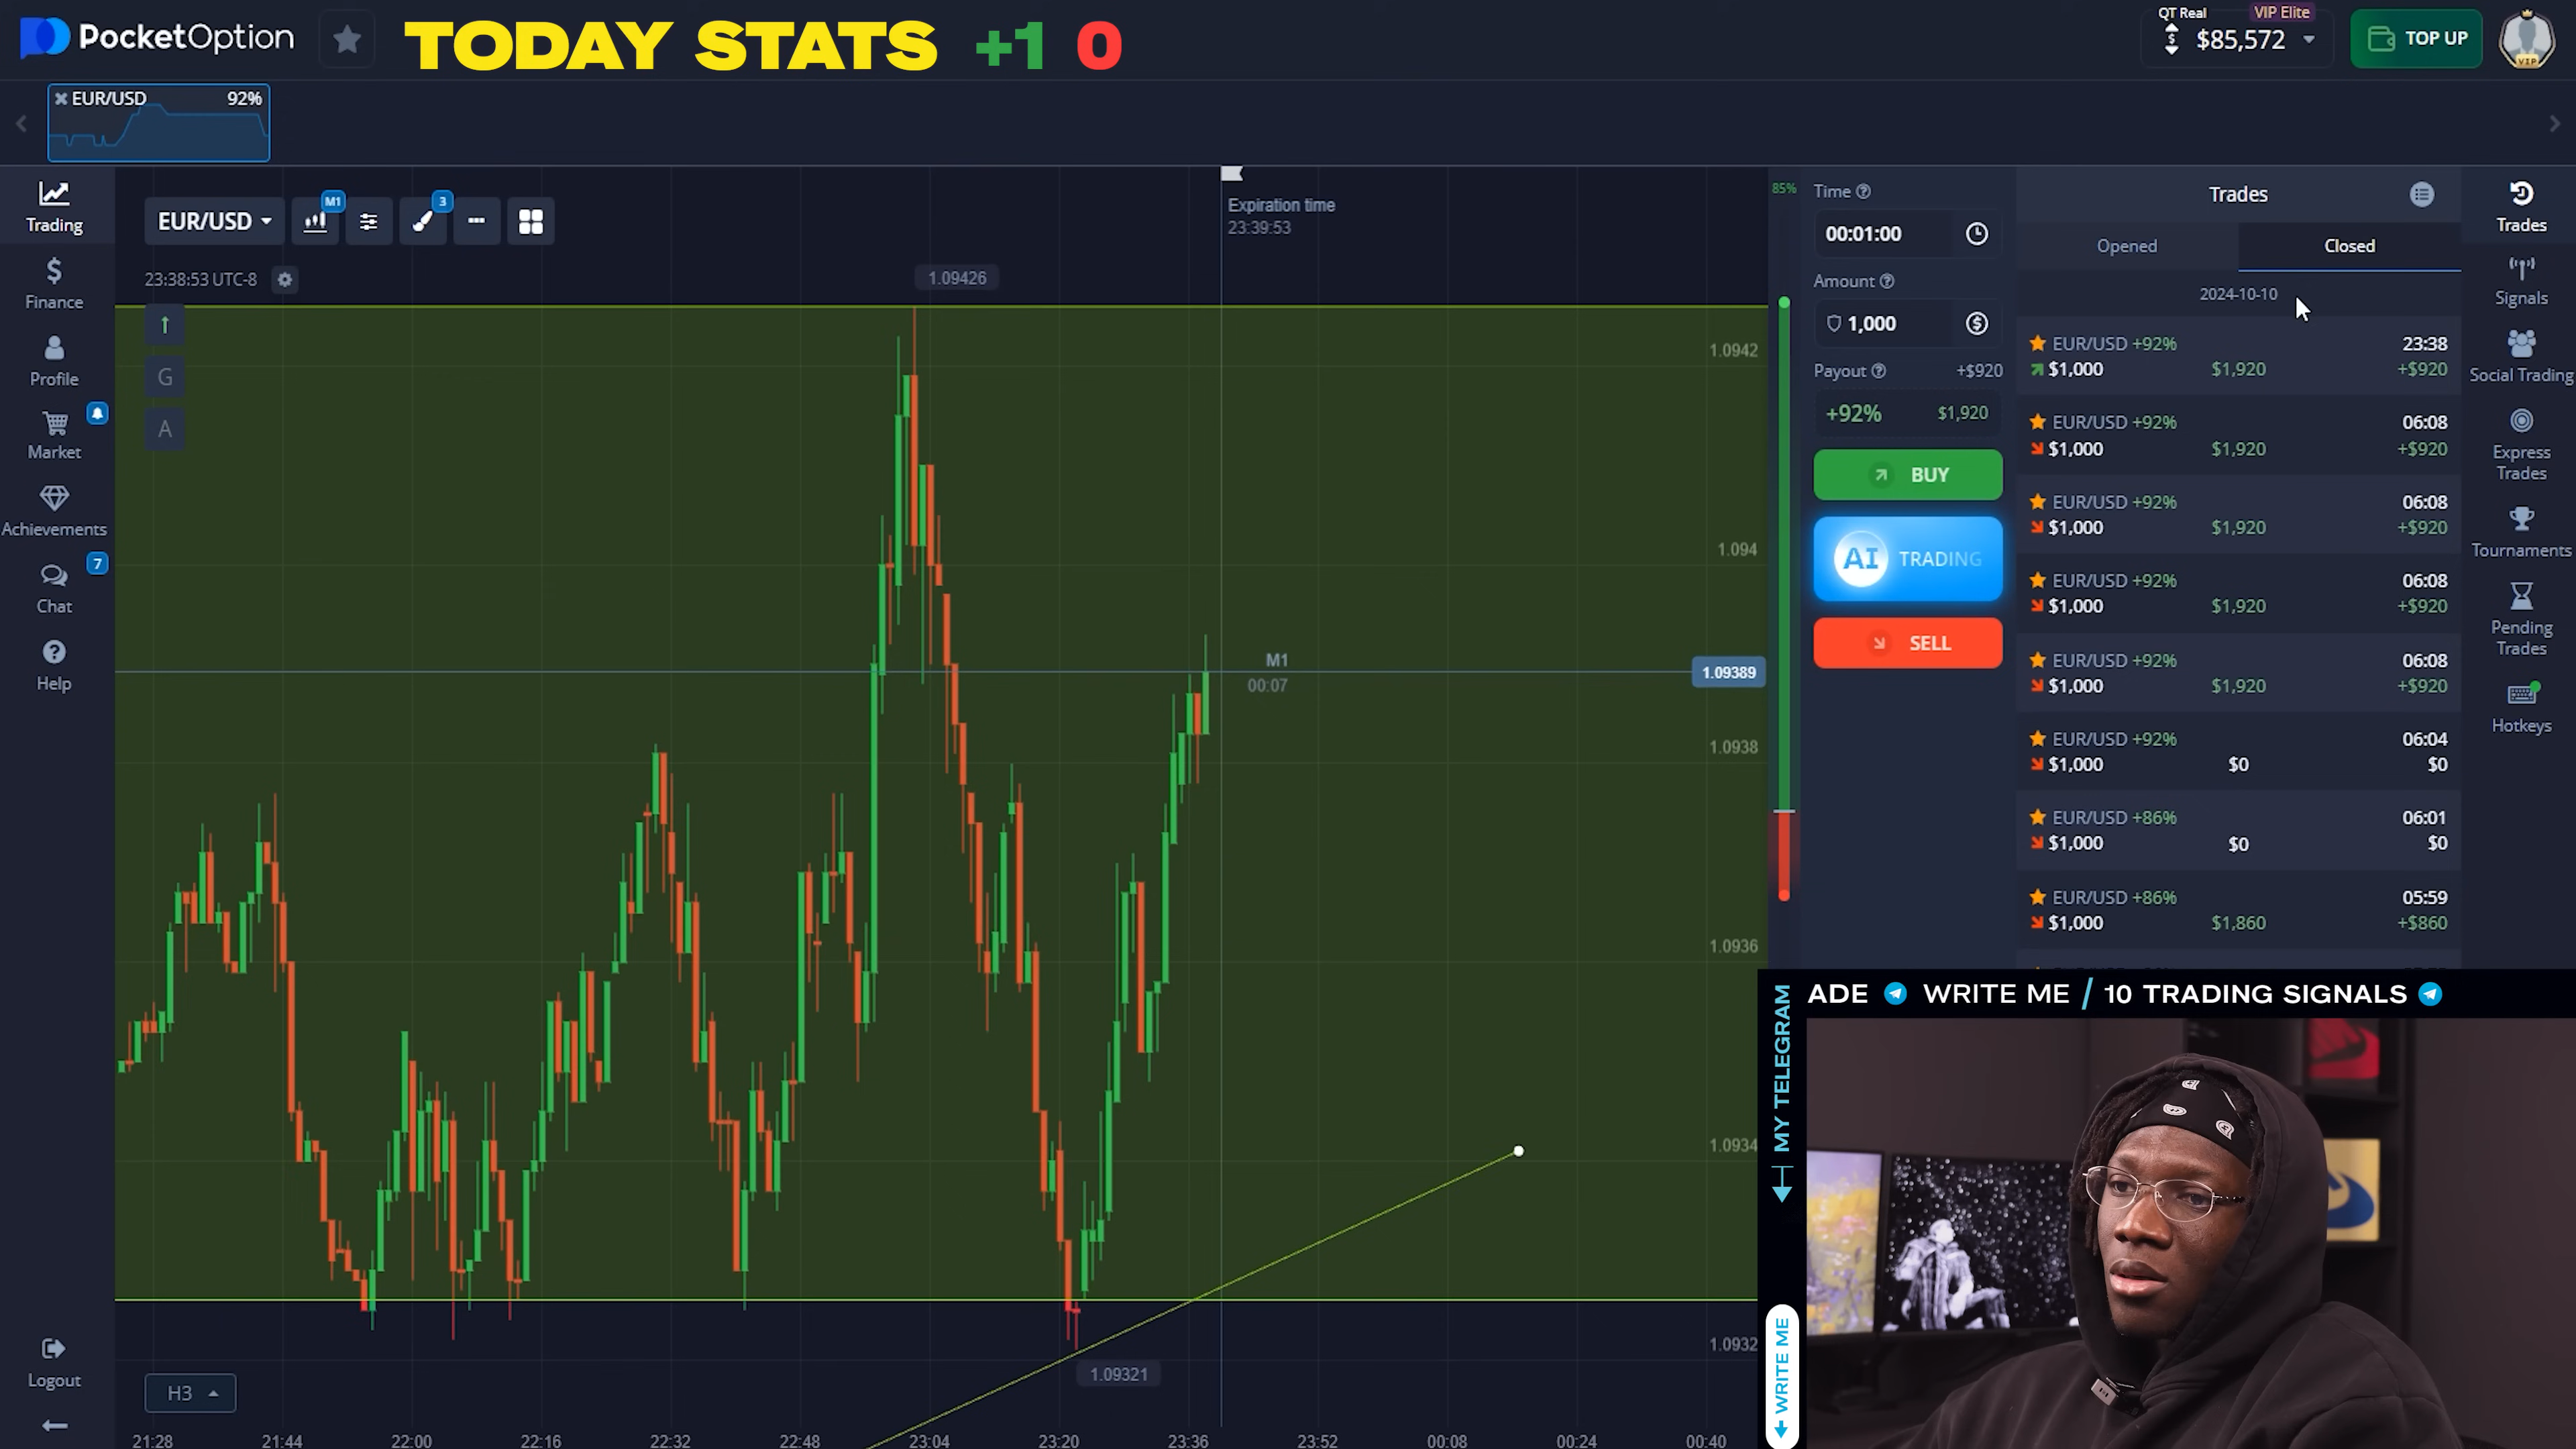 PocketOption
TODAY STATS +1 0
QT Real VIP Elite
$85,572
TOP UP
VIP
EUR/USD 92%
Trading
Finance
Profile
Market
Achievements
7
Chat
Help
Logout
EUR/USD
M1
3
23:38:53 UTC-8
G
A
Expiration time
23:39:53
1.09426
1.0942
1.094
M1
00:07
1.09389
1.0938
1.0936
1.0934
1.0932
1.09321
H3
21:28 21:44 22:00 22:16 22:32 22:48 23:04 23:20 23:36 23:52 00:08 00:24 00:40
85%
Time
00:01:00
Amount
1,000
Payout +$920
+92% $1,920
BUY
AI TRADING
SELL
Trades
Opened Closed
2024-10-10
EUR/USD +92% 23:38
$1,000 $1,920 +$920
EUR/USD +92% 06:08
$1,000 $1,920 +$920
EUR/USD +92% 06:08
$1,000 $1,920 +$920
EUR/USD +92% 06:08
$1,000 $1,920 +$920
EUR/USD +92% 06:08
$1,000 $1,920 +$920
EUR/USD +92% 06:04
$1,000 $0 $0
EUR/USD +86% 06:01
$1,000 $0 $0
EUR/USD +86% 05:59
$1,000 $1,860 +$860
Trades
Signals
Social Trading
Express
Trades
Tournaments
Pending
Trades
Hotkeys
ADE WRITE ME / 10 TRADING SIGNALS
MY TELEGRAM
WRITE ME